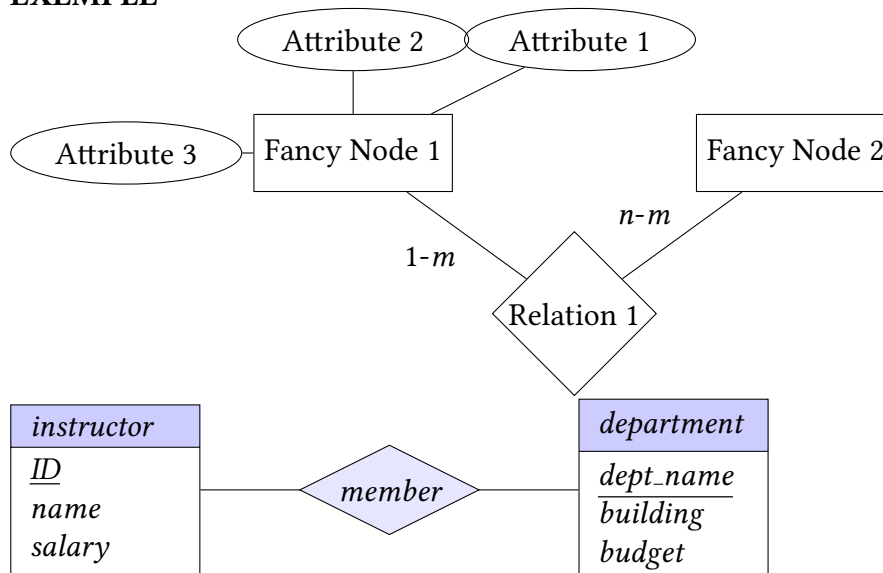 EXEMPLE
Attribute 2
Attribute 1
Attribute 3
Fancy Node 1
Fancy Node 2
1-m
n-m
Relation 1
instructor
ID
name
salary
member
department
dept_name
building
budget